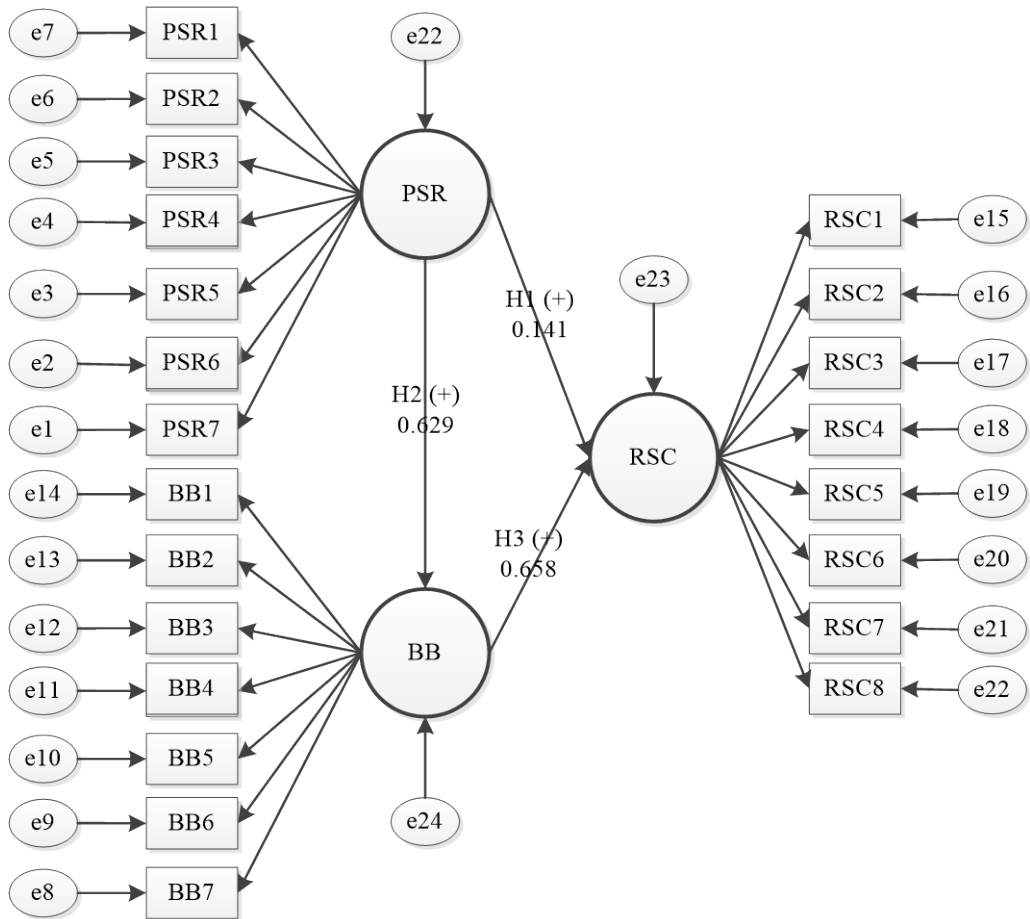 e7
PSR1
e22
e6
PSR2
e5
PSR3
PSR
e4
PSR4
RSC1
e15
e3
PSR5
e23
RSC2
e16
H1 (+)
0.141
e2
PSR6
RSC3
e17
H2 (+)
0.629
e1
PSR7
RSC4
e18
RSC
e14
BB1
RSC5
e19
H3 (+)
0.658
e13
BB2
RSC6
e20
e12
BB3
RSC7
e21
BB
e11
BB4
RSC8
e22
e10
BB5
e9
BB6
e24
e8
BB7